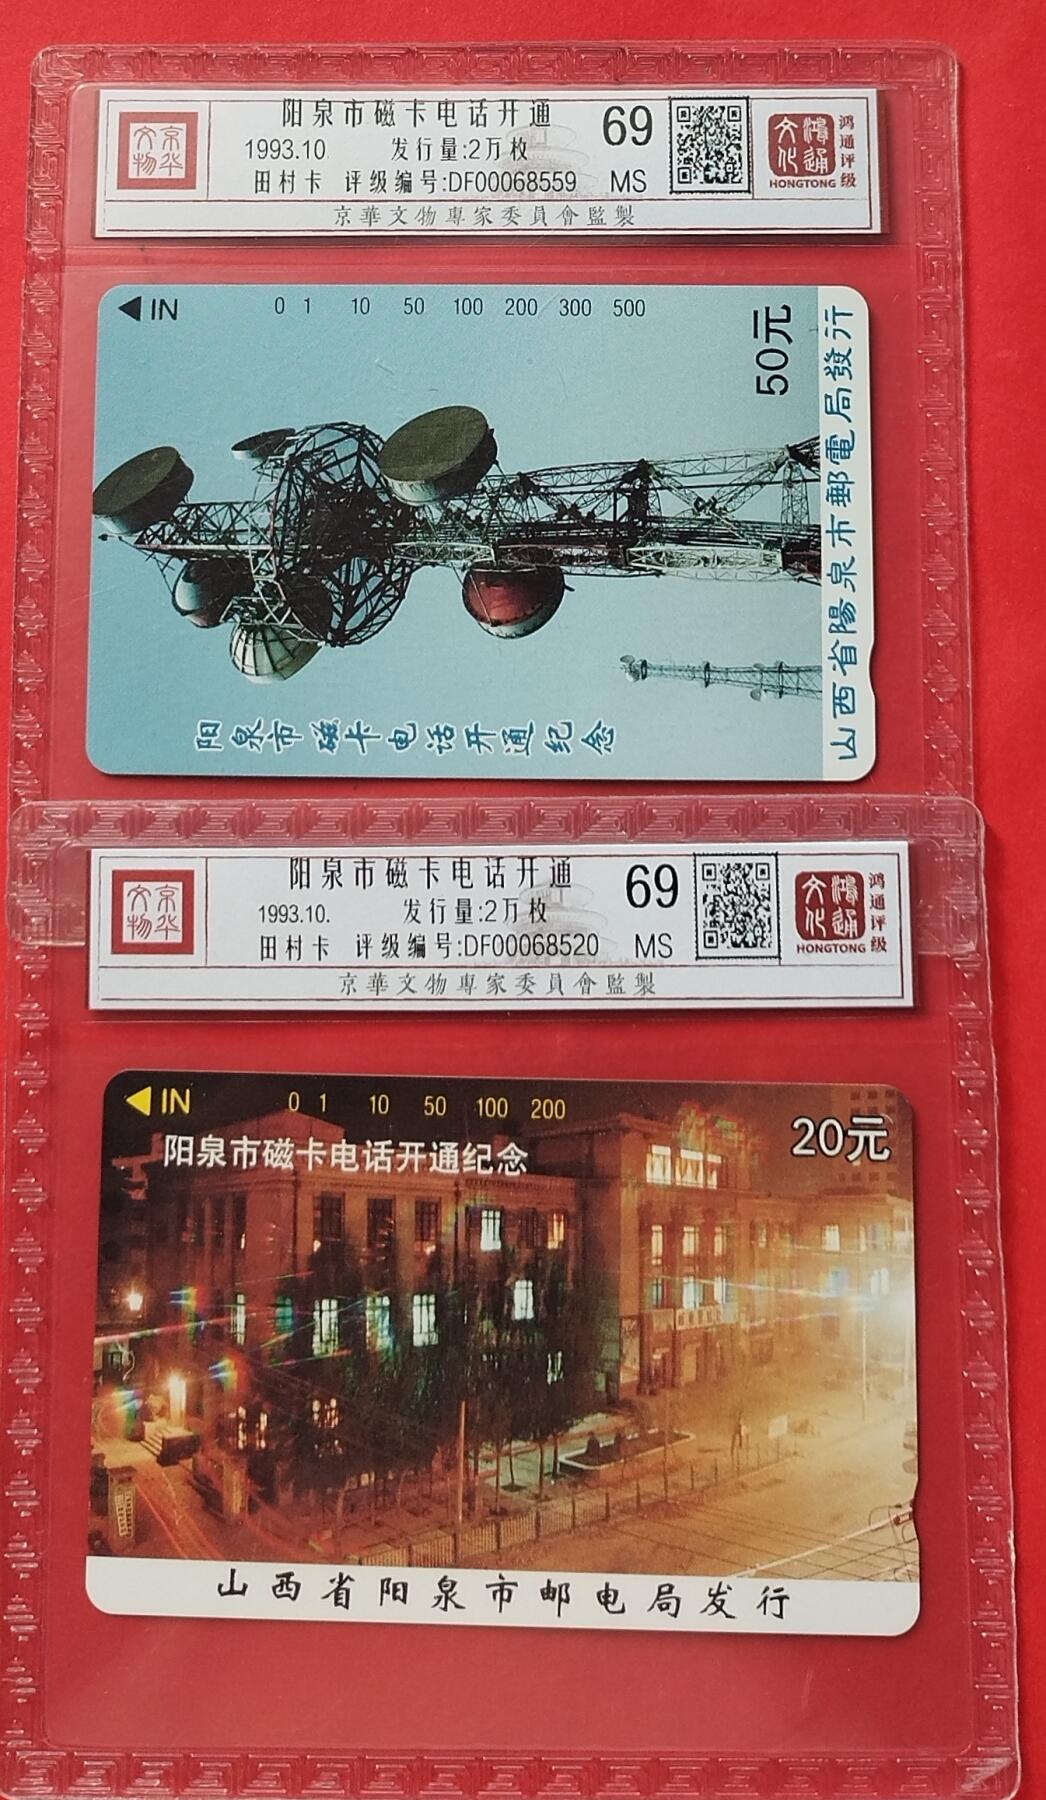 阳泉市磁卡电话开通
1993.10 发行量:2万枚
田村卡 评级编号:DF00068559
69
MS
京華文物專家委員會監製
京华文物
鸿通文化
HONGTONG
鸿通评级
IN
0 1 10 50 100 200 300 500
50元
山西省陽泉市郵電局發行
阳泉市磁卡电话开通纪念
阳泉市磁卡电话开通
1993.10. 发行量:2万枚
田村卡 评级编号:DF00068520
69
MS
京華文物專家委員會監製
京华文物
鸿通文化
HONGTONG
鸿通评级
IN
0 1 10 50 100 200
20元
阳泉市磁卡电话开通纪念
山西省阳泉市邮电局发行